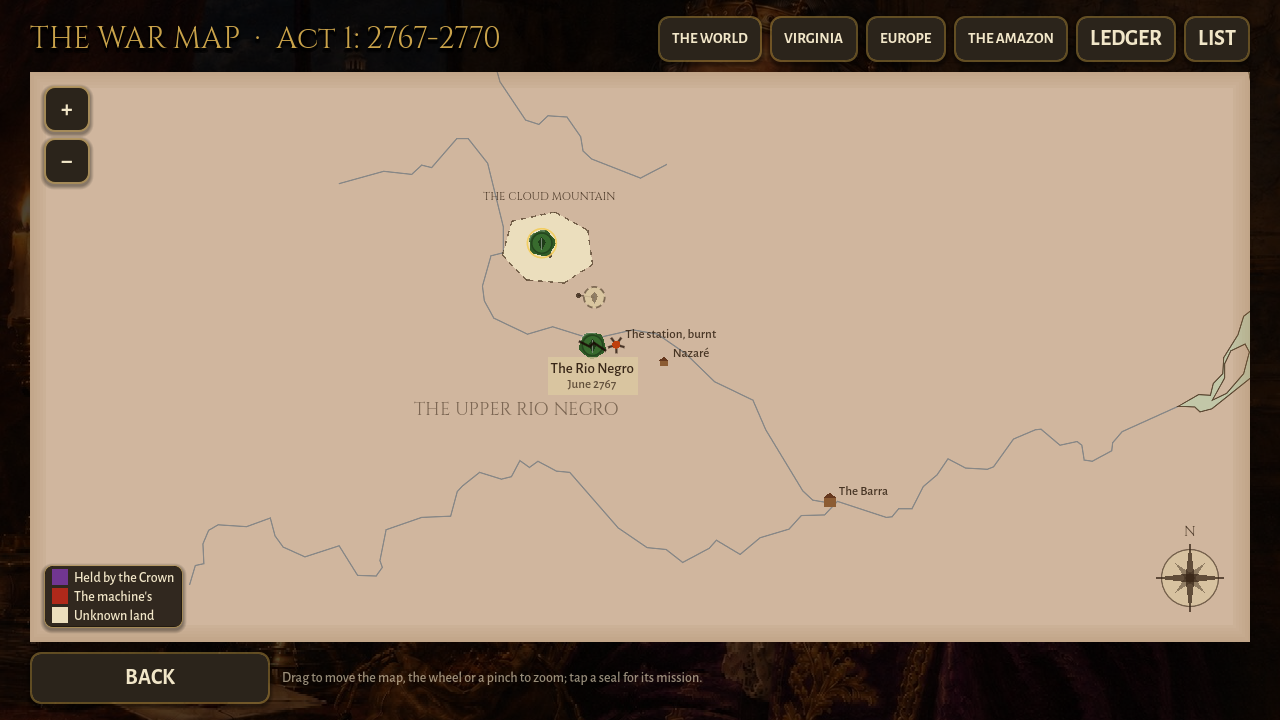 THE WAR MAP · ACT 1: 2767-2770
THE WORLD
VIRGINIA
EUROPE
THE AMAZON
LEDGER
LIST
+
−
THE CLOUD MOUNTAIN
The station, burnt
Nazaré
The Rio Negro
June 2767
THE UPPER RIO NEGRO
The Barra
N
Held by the Crown
The machine's
Unknown land
BACK
Drag to move the map, the wheel or a pinch to zoom; tap a seal for its mission.